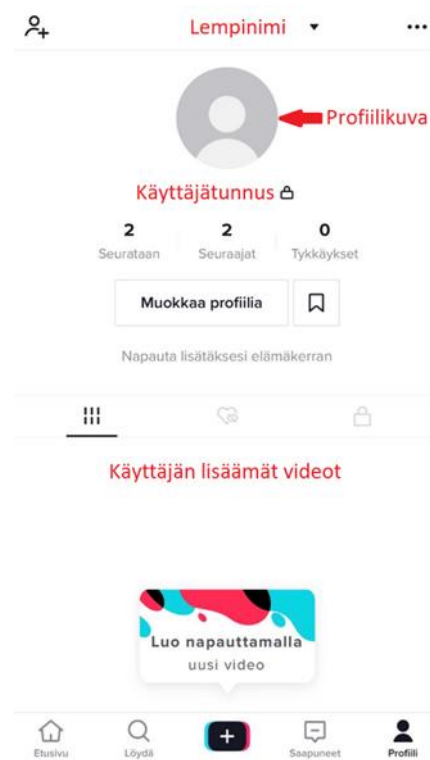 Lempinimi
Profiilikuva
Käyttäjätunnus
2 2 0
Seurataan Seuraajat Tykkäykset
Muokkaa profiilia
Napauta lisätäksesi elämäkerran
Käyttäjän lisäämät videot
Luo napauttamalla
uusi video
Etusivu Löydä Saapuneet Profiili